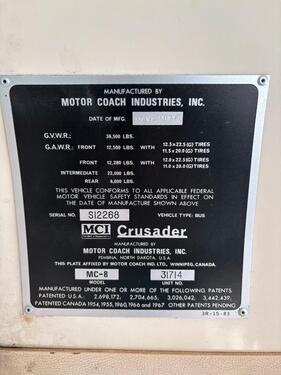 MANUFACTURED BY
MOTOR COACH INDUSTRIES, INC.
DATE OF MFG.
G.V.W.R.: 36,500 LBS.
G.A.W.R.: FRONT 12,500 LBS. WITH 12.5 x 22.5 (G) TIRES
11.5 x 20.0 (G) TIRES
FRONT 12,280 LBS. WITH 12.0 x 22.5 (G) TIRES
11.0 x 20.0 (G) TIRES
INTERMEDIATE 22,000 LBS.
REAR 6,000 LBS.
THIS VEHICLE CONFORMS TO ALL APPLICABLE FEDERAL
MOTOR VEHICLE SAFETY STANDARDS IN EFFECT ON
THE DATE OF MANUFACTURE SHOWN ABOVE
SERIAL NO. S12268 VEHICLE TYPE: BUS
MCI Crusader
MANUFACTURED BY
MOTOR COACH INDUSTRIES, INC.
PEMBINA, NORTH DAKOTA, U.S.A.
THIS PLATE AFFIXED BY MOTOR COACH IND. LTD., WINNIPEG, CANADA.
MC-8 31714
MODEL UNIT NO.
MANUFACTURED UNDER ONE OR MORE OF THE FOLLOWING PATENTS
PATENTED U.S.A. 2,698,172, 2,704,665, 3,026,042, 3,442,439,
PATENTED CANADA 1954, 1955, 1960, 1966 and 1967 OTHER PATENTS PENDING
3R-15-83